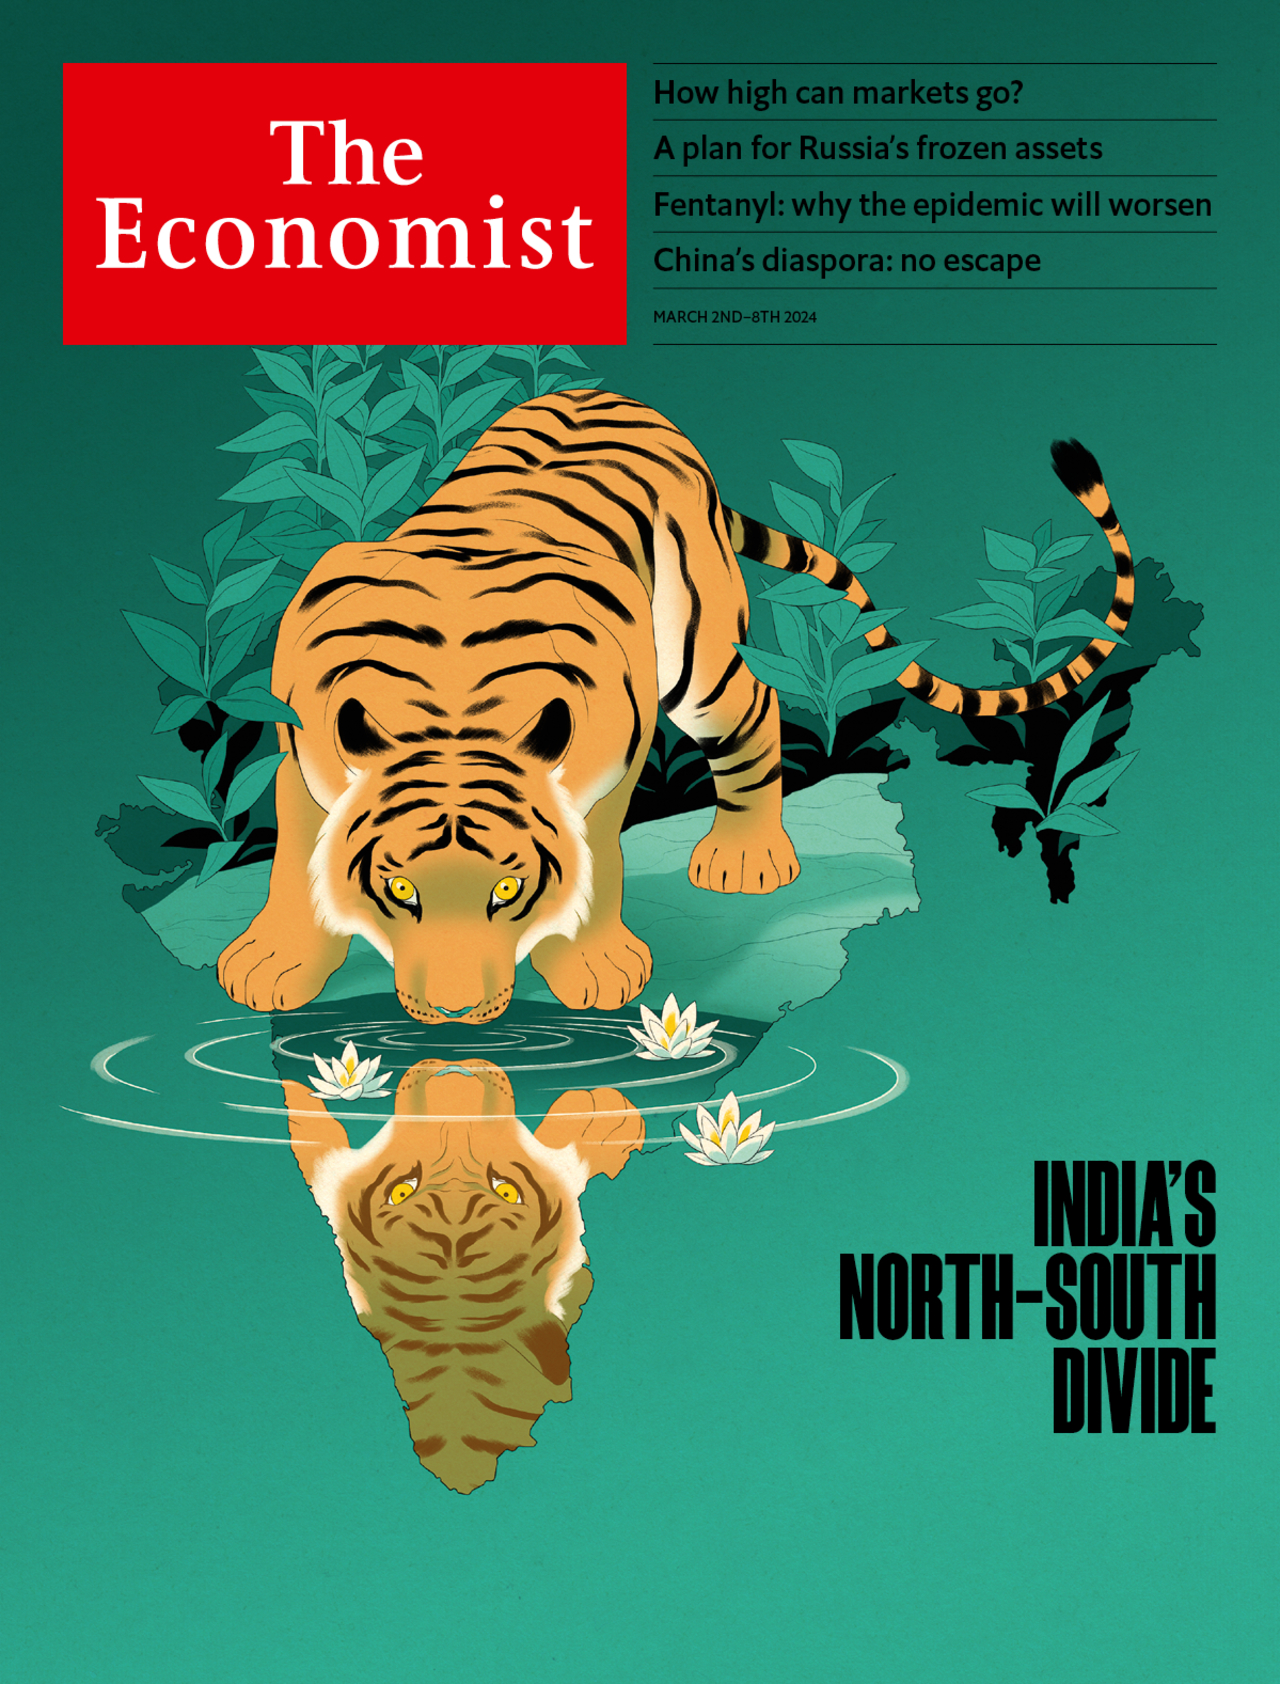 The
Economist
How high can markets go?
A plan for Russia’s frozen assets
Fentanyl: why the epidemic will worsen
China’s diaspora: no escape
MARCH 2ND–8TH 2024
INDIA’S
NORTH–SOUTH
DIVIDE